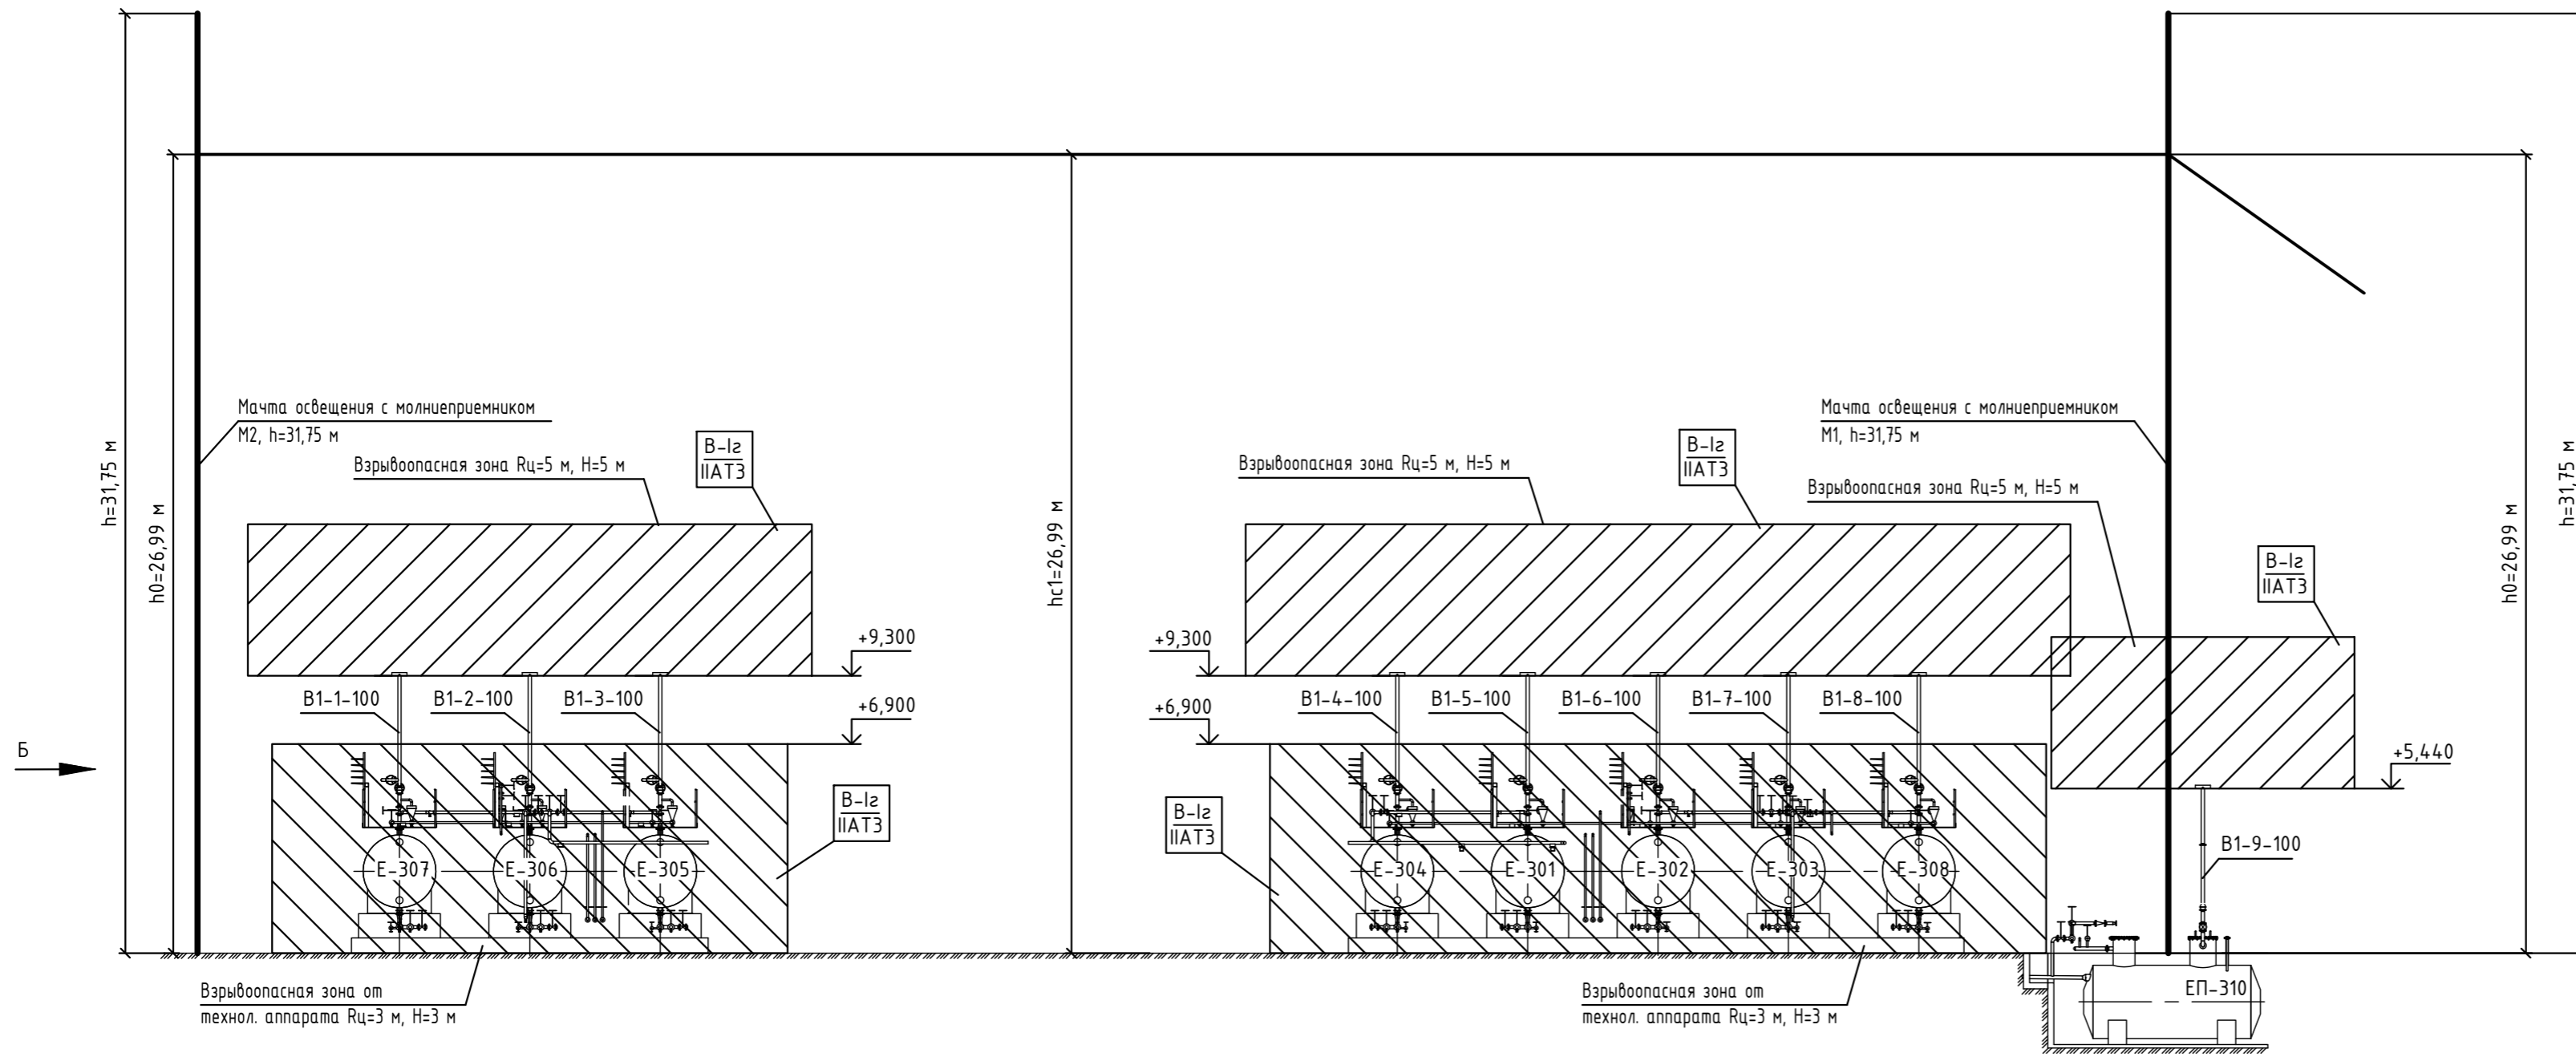 h=31,75 м
h0=26,99 м
Мачта освещения с молниеприемником
М2, h=31,75 м
Взрывоопасная зона Rц=5 м, Н=5 м
В-Iг
IIАТ3
+9,300
+6,900
В1-1-100
В1-2-100
В1-3-100
Б
Е-307
Е-306
Е-305
В-Iг
IIАТ3
Взрывоопасная зона от
технол. аппарата Rц=3 м, Н=3 м
hс1=26,99 м
Взрывоопасная зона Rц=5 м, Н=5 м
В-Iг
IIАТ3
+9,300
+6,900
В1-4-100
В1-5-100
В1-6-100
В1-7-100
В1-8-100
В-Iг
IIАТ3
Е-304
Е-301
Е-302
Е-303
Е-308
Взрывоопасная зона от
технол. аппарата Rц=3 м, Н=3 м
Мачта освещения с молниеприемником
М1, h=31,75 м
Взрывоопасная зона Rц=5 м, Н=5 м
В-Iг
IIАТ3
+5,440
В1-9-100
ЕП-310
h0=26,99 м
h=31,75 м